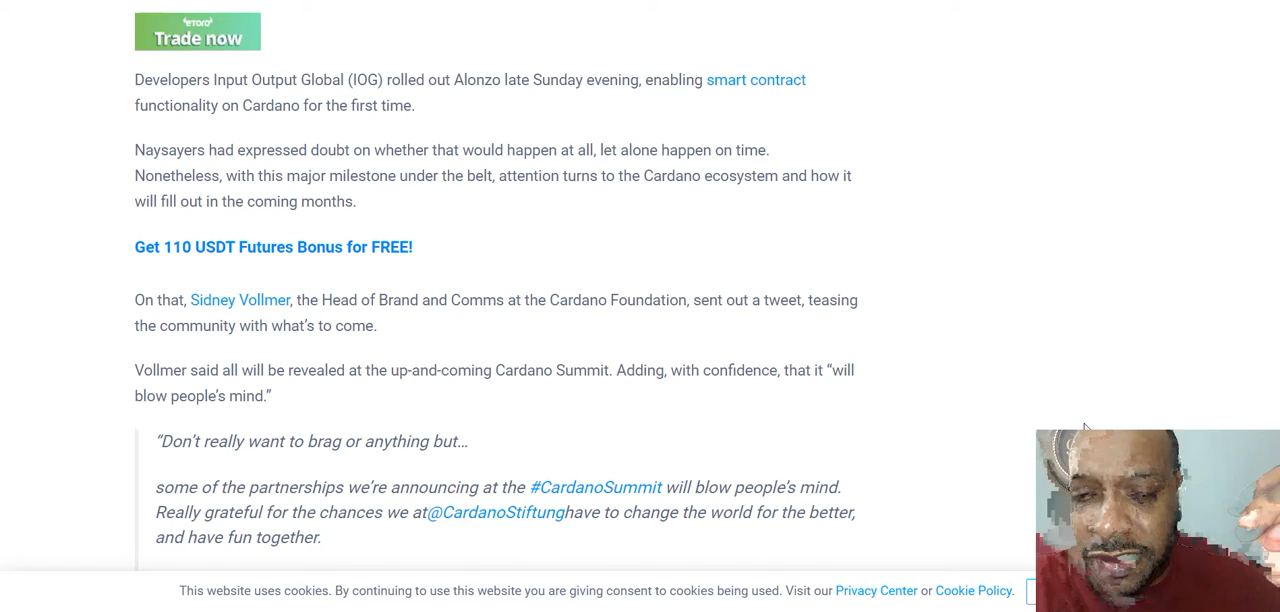 eToro
Trade now
Developers Input Output Global (IOG) rolled out Alonzo late Sunday evening, enabling smart contract
functionality on Cardano for the first time.
Naysayers had expressed doubt on whether that would happen at all, let alone happen on time.
Nonetheless, with this major milestone under the belt, attention turns to the Cardano ecosystem and how it
will fill out in the coming months.
Get 110 USDT Futures Bonus for FREE!
On that, Sidney Vollmer, the Head of Brand and Comms at the Cardano Foundation, sent out a tweet, teasing
the community with what’s to come.
Vollmer said all will be revealed at the up-and-coming Cardano Summit. Adding, with confidence, that it “will
blow people’s mind.”
“Don’t really want to brag or anything but…
some of the partnerships we’re announcing at the #CardanoSummit will blow people’s mind.
Really grateful for the chances we at@CardanoStiftunghave to change the world for the better,
and have fun together.
This website uses cookies. By continuing to use this website you are giving consent to cookies being used. Visit our Privacy Center or Cookie Policy.